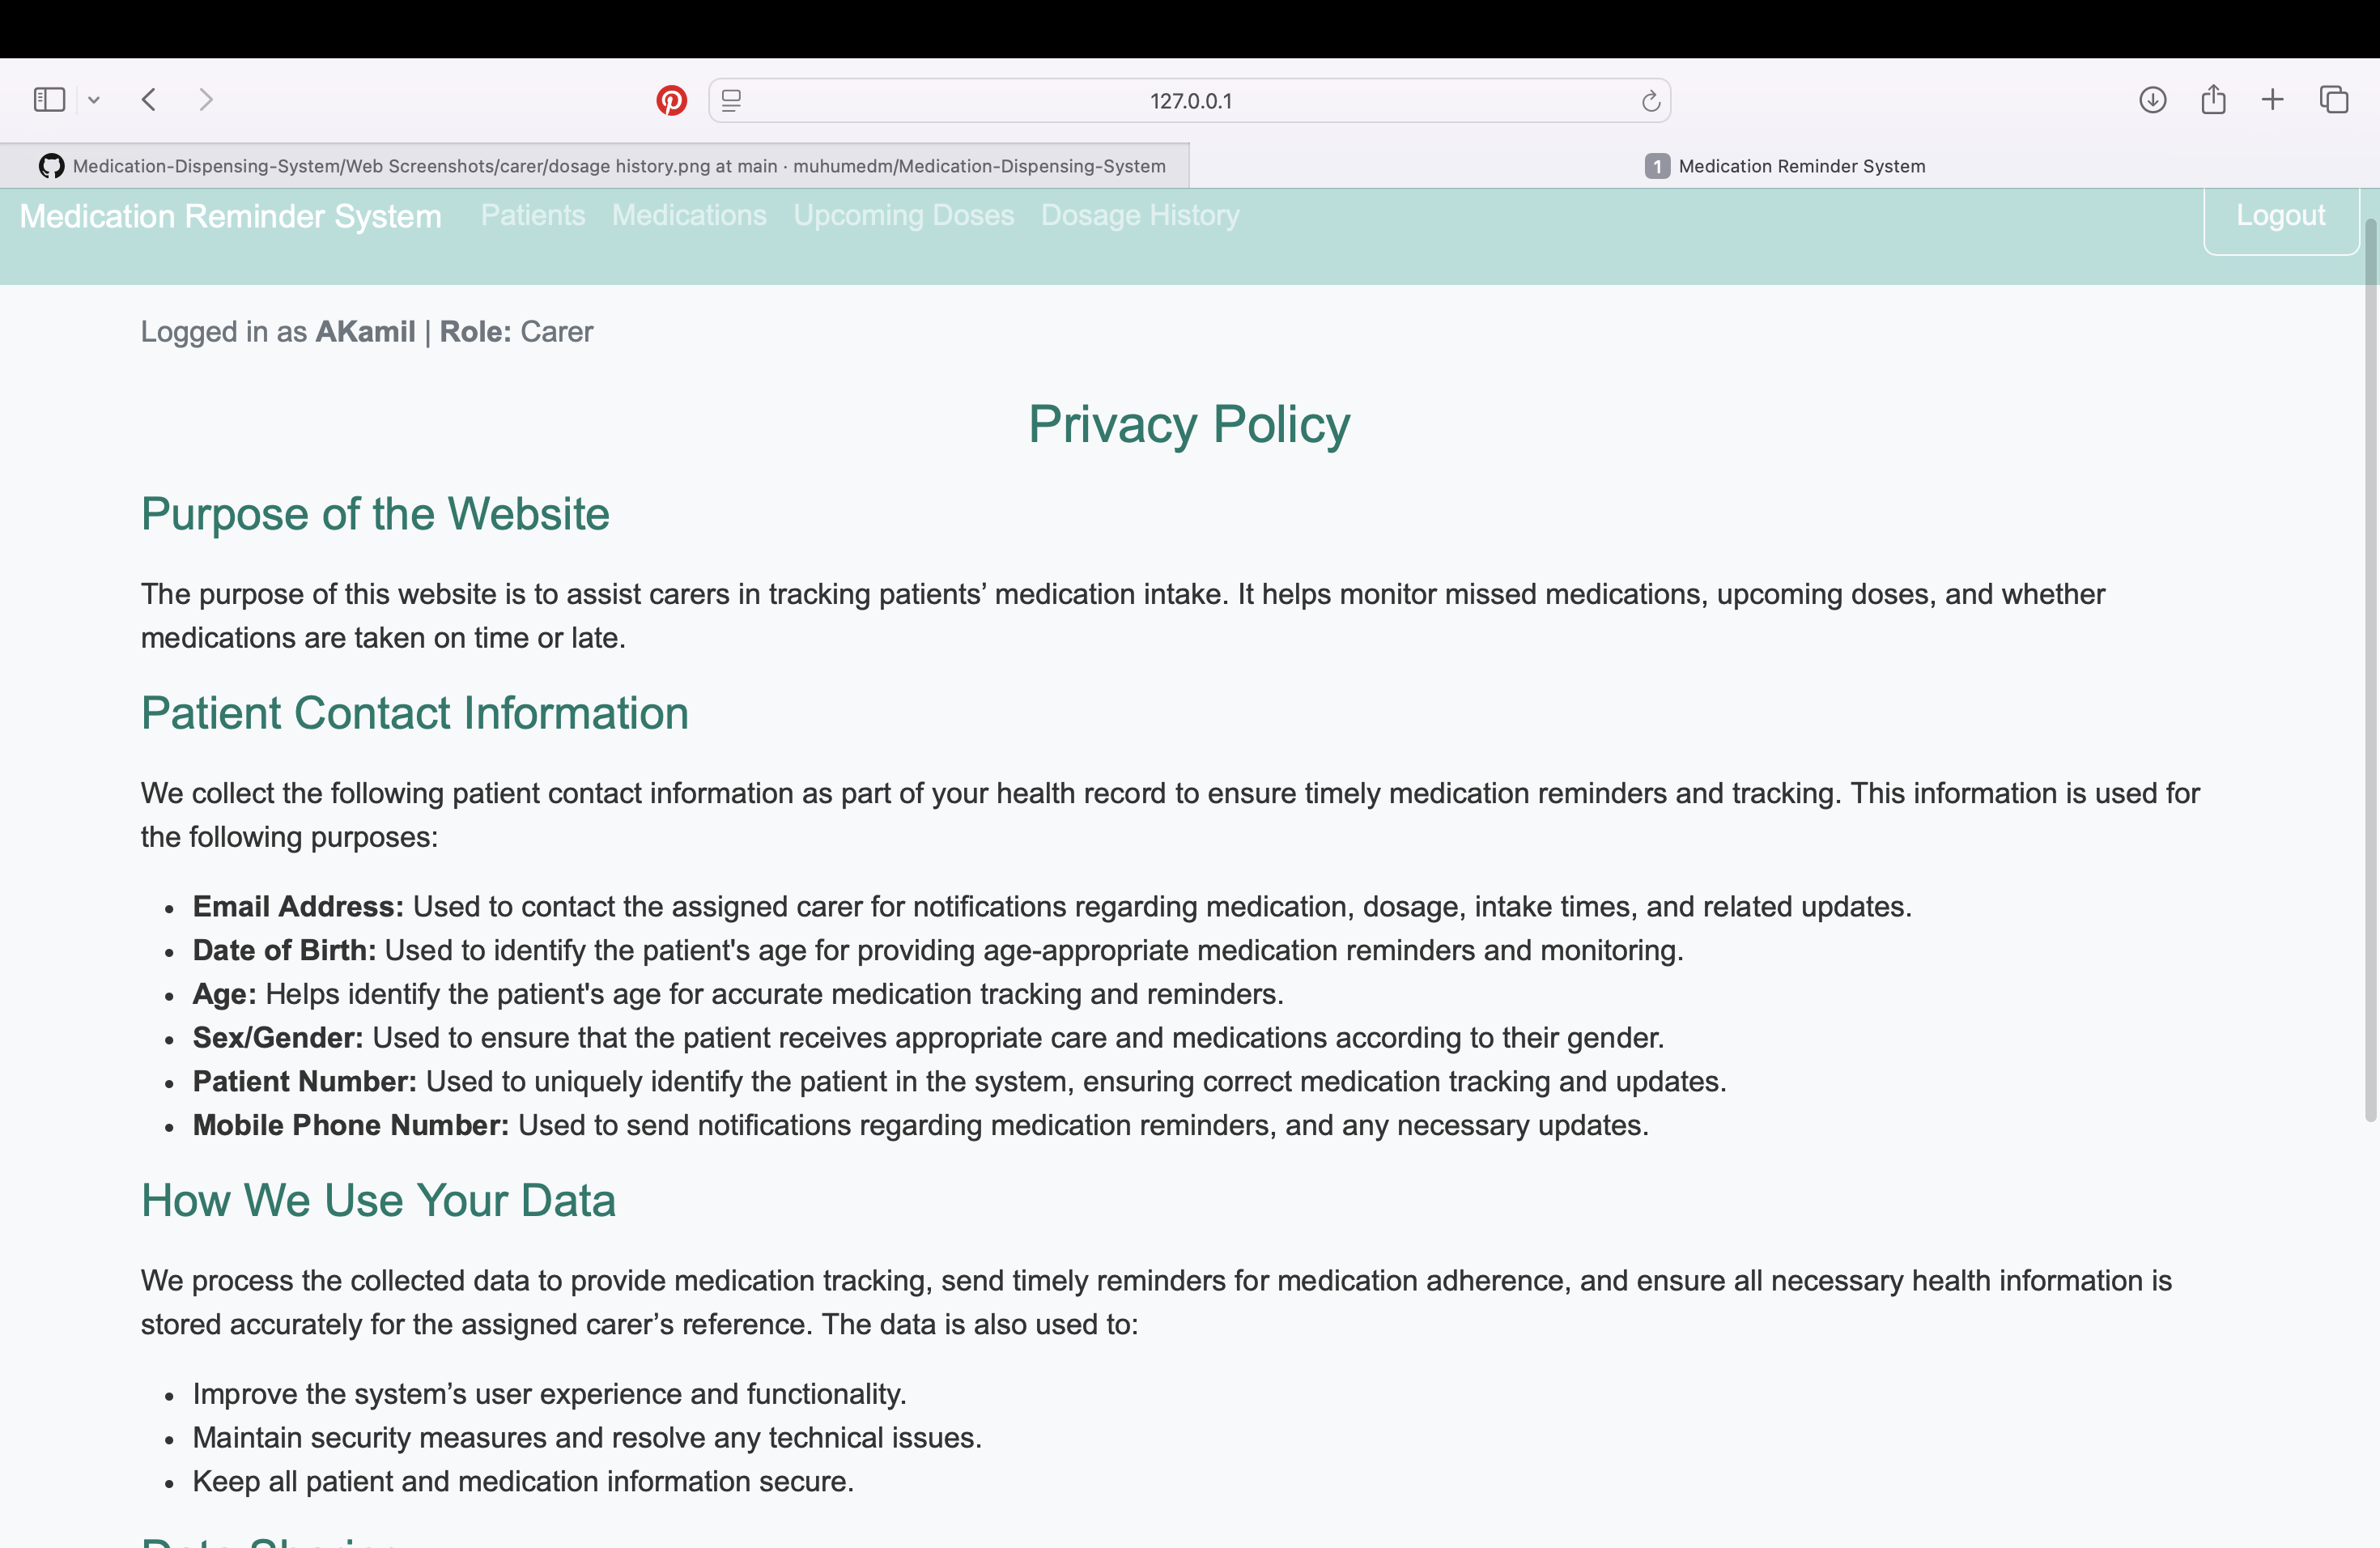 127.0.0.1
Medication-Dispensing-System/Web Screenshots/carer/dosage history.png at main · muhumedm/Medication-Dispensing-System
1 Medication Reminder System
Medication Reminder System Patients Medications Upcoming Doses Dosage History Logout
Logged in as AKamil | Role: Carer
Privacy Policy
Purpose of the Website
The purpose of this website is to assist carers in tracking patients’ medication intake. It helps monitor missed medications, upcoming doses, and whether
medications are taken on time or late.
Patient Contact Information
We collect the following patient contact information as part of your health record to ensure timely medication reminders and tracking. This information is used for
the following purposes:
• Email Address: Used to contact the assigned carer for notifications regarding medication, dosage, intake times, and related updates.
• Date of Birth: Used to identify the patient's age for providing age-appropriate medication reminders and monitoring.
• Age: Helps identify the patient's age for accurate medication tracking and reminders.
• Sex/Gender: Used to ensure that the patient receives appropriate care and medications according to their gender.
• Patient Number: Used to uniquely identify the patient in the system, ensuring correct medication tracking and updates.
• Mobile Phone Number: Used to send notifications regarding medication reminders, and any necessary updates.
How We Use Your Data
We process the collected data to provide medication tracking, send timely reminders for medication adherence, and ensure all necessary health information is
stored accurately for the assigned carer’s reference. The data is also used to:
• Improve the system’s user experience and functionality.
• Maintain security measures and resolve any technical issues.
• Keep all patient and medication information secure.